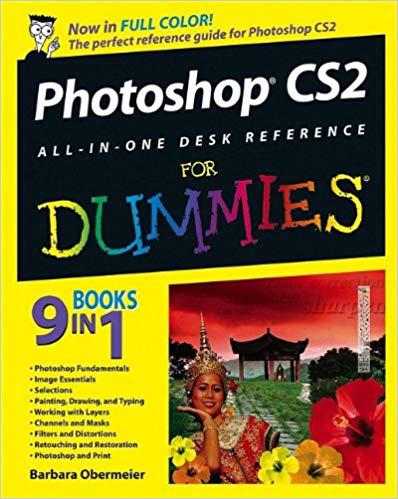 Now in FULL COLOR!
The perfect reference guide for Photoshop CS2
Photoshop® CS2
ALL-IN-ONE DESK REFERENCE
FOR
DUMMIES®
9 BOOKS IN 1
• Photoshop Fundamentals
• Image Essentials
• Selections
• Painting, Drawing, and Typing
• Working with Layers
• Channels and Masks
• Filters and Distortions
• Retouching and Restoration
• Photoshop and Print
Barbara Obermeier
correction
sharpen